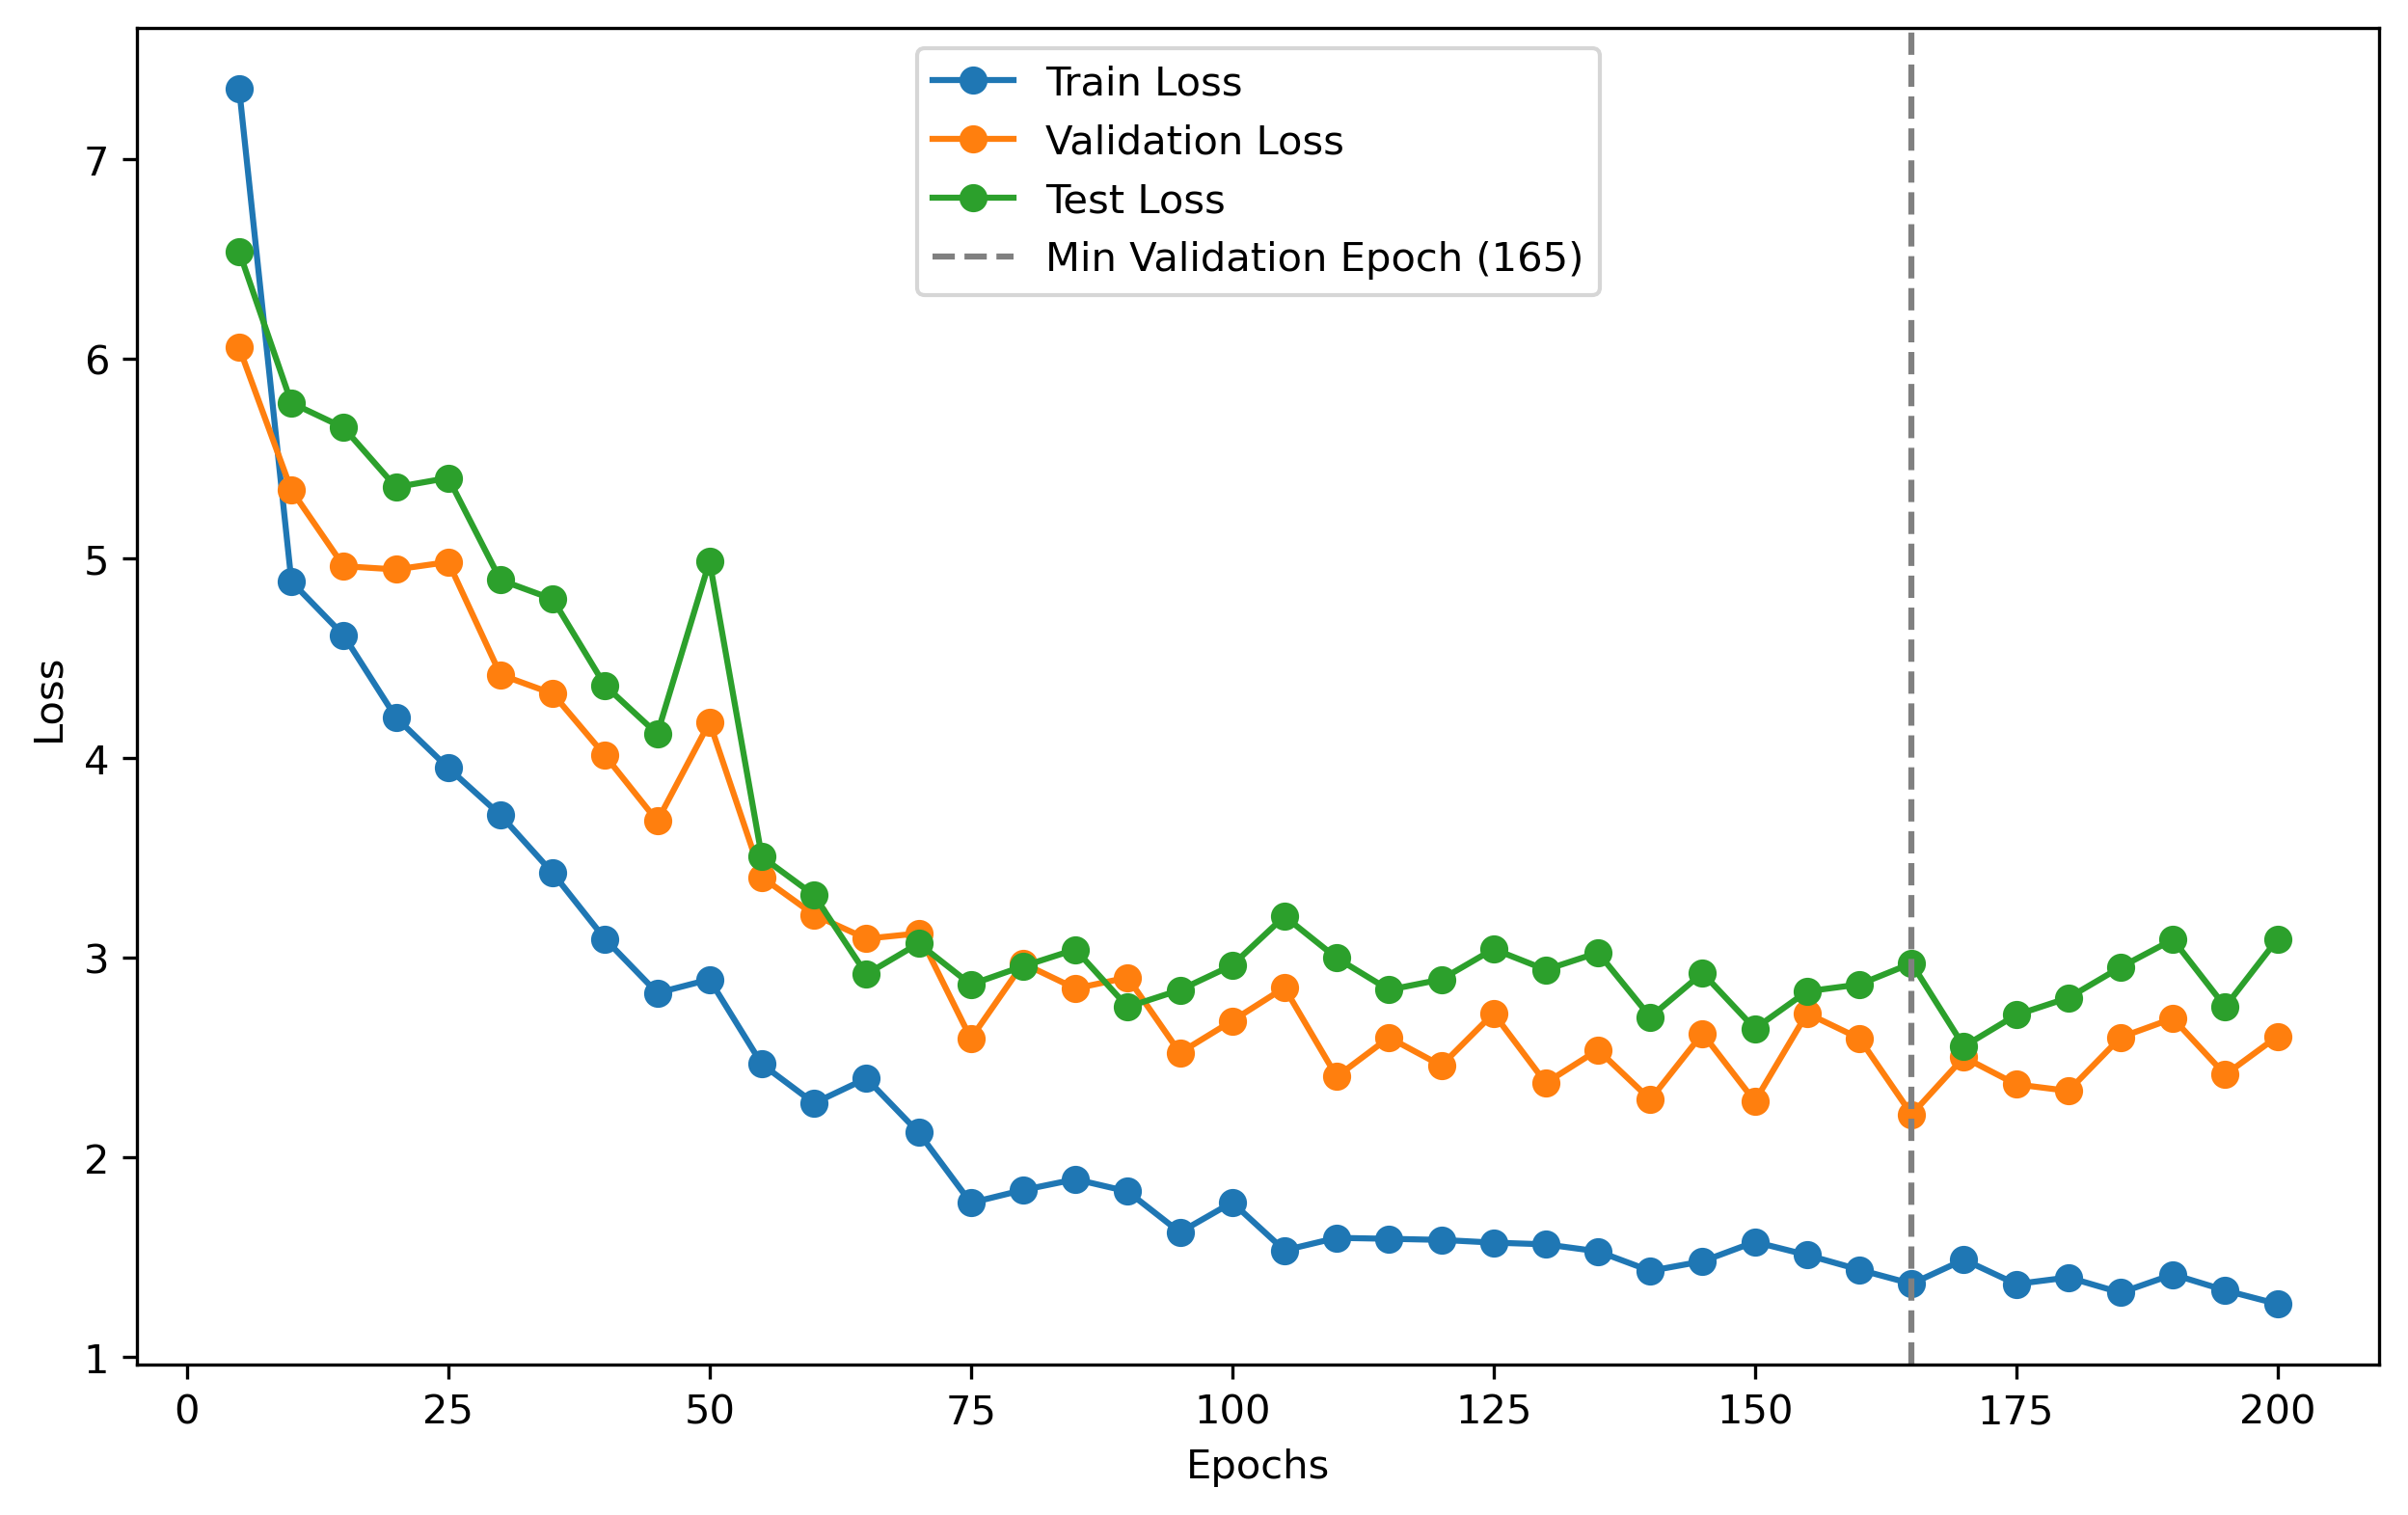 Train Loss
Validation Loss
Test Loss
Min Validation Epoch (165)
7
6
5
4
3
2
1
Loss
0 25 50 75 100 125 150 175 200
Epochs